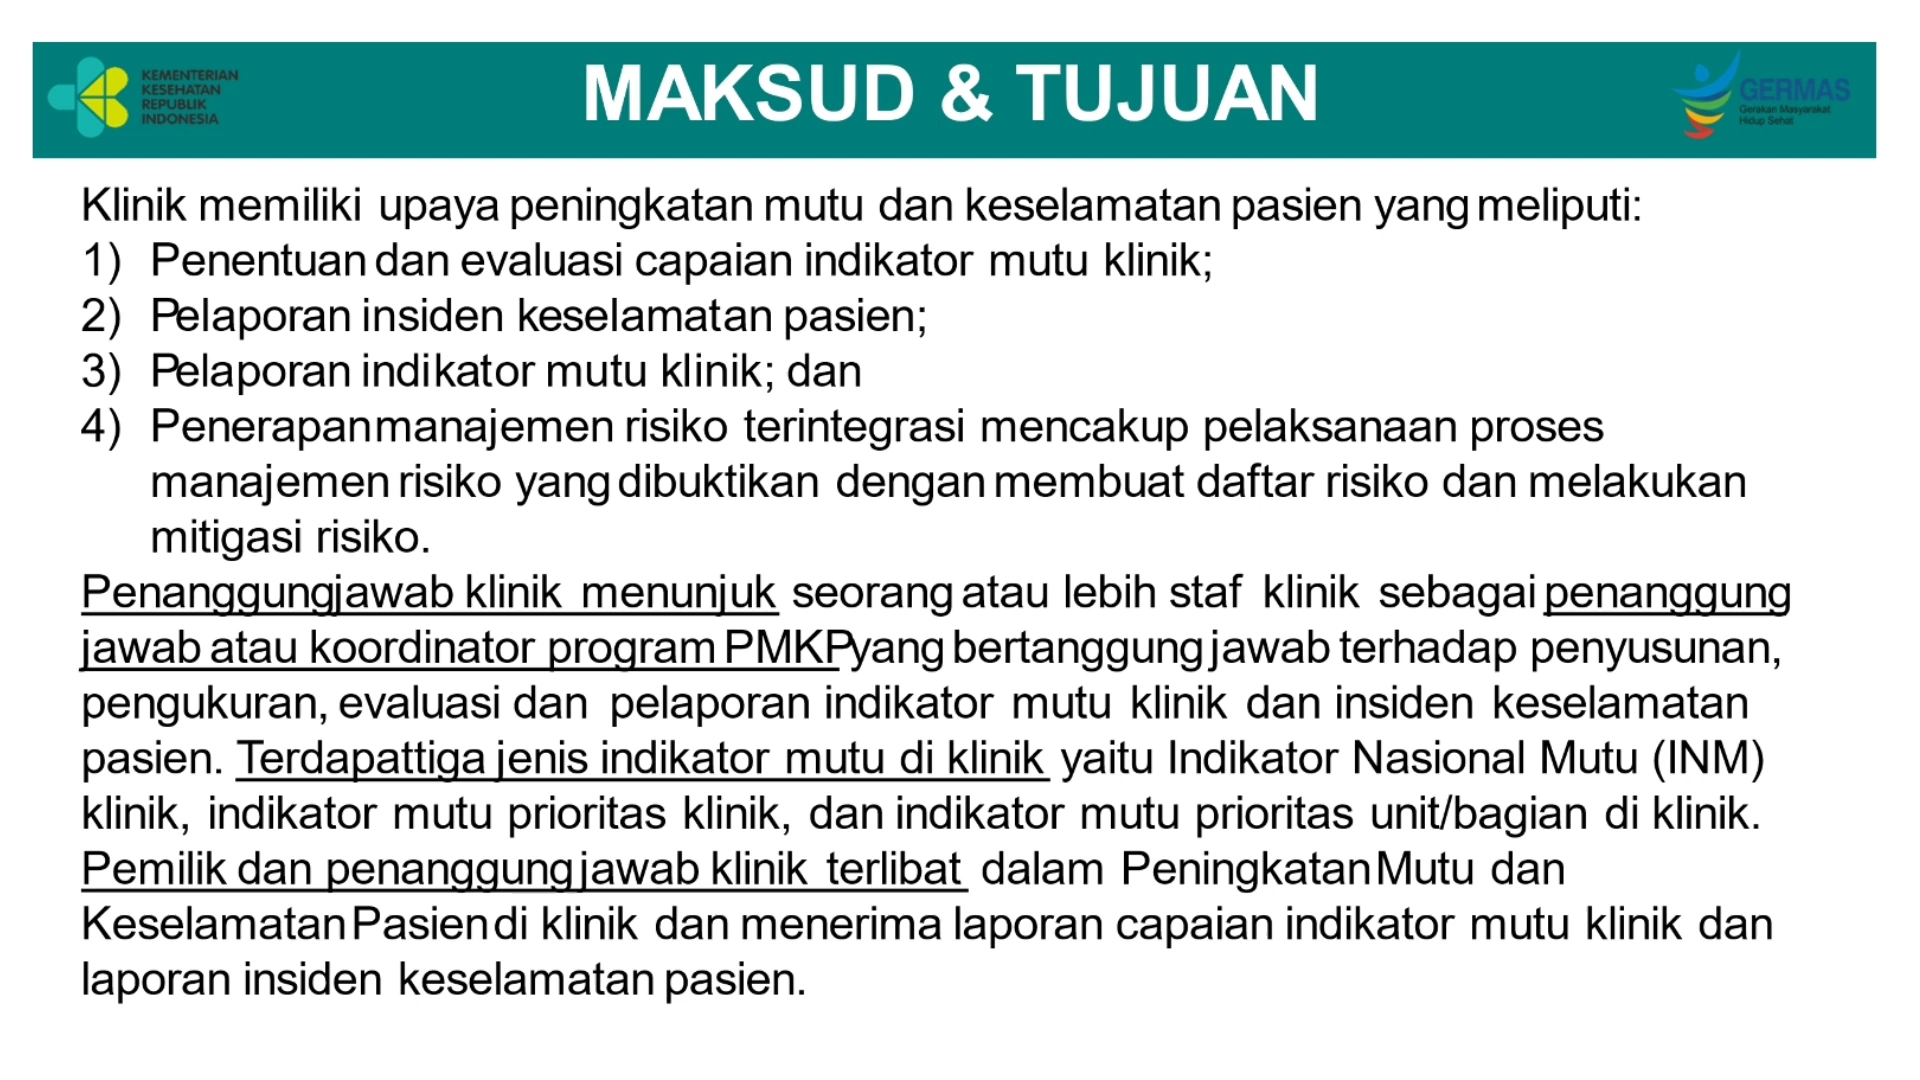 KEMENTERIAN
KESEHATAN
REPUBLIK
INDONESIA
MAKSUD & TUJUAN
GERMAS
Gerakan Masyarakat
Hidup Sehat
Klinik memiliki upaya peningkatan mutu dan keselamatan pasien yang meliputi:
1) Penentuan dan evaluasi capaian indikator mutu klinik;
2) Pelaporan insiden keselamatan pasien;
3) Pelaporan indikator mutu klinik; dan
4) Penerapan manajemen risiko terintegrasi mencakup pelaksanaan proses
manajemen risiko yang dibuktikan dengan membuat daftar risiko dan melakukan
mitigasi risiko.
Penanggung jawab klinik menunjuk seorang atau lebih staf klinik sebagai penanggung
jawab atau koordinator program PMKP yang bertanggung jawab terhadap penyusunan,
pengukuran, evaluasi dan pelaporan indikator mutu klinik dan insiden keselamatan
pasien. Terdapat tiga jenis indikator mutu di klinik yaitu Indikator Nasional Mutu (INM)
klinik, indikator mutu prioritas klinik, dan indikator mutu prioritas unit/bagian di klinik.
Pemilik dan penanggung jawab klinik terlibat dalam Peningkatan Mutu dan
Keselamatan Pasien di klinik dan menerima laporan capaian indikator mutu klinik dan
laporan insiden keselamatan pasien.